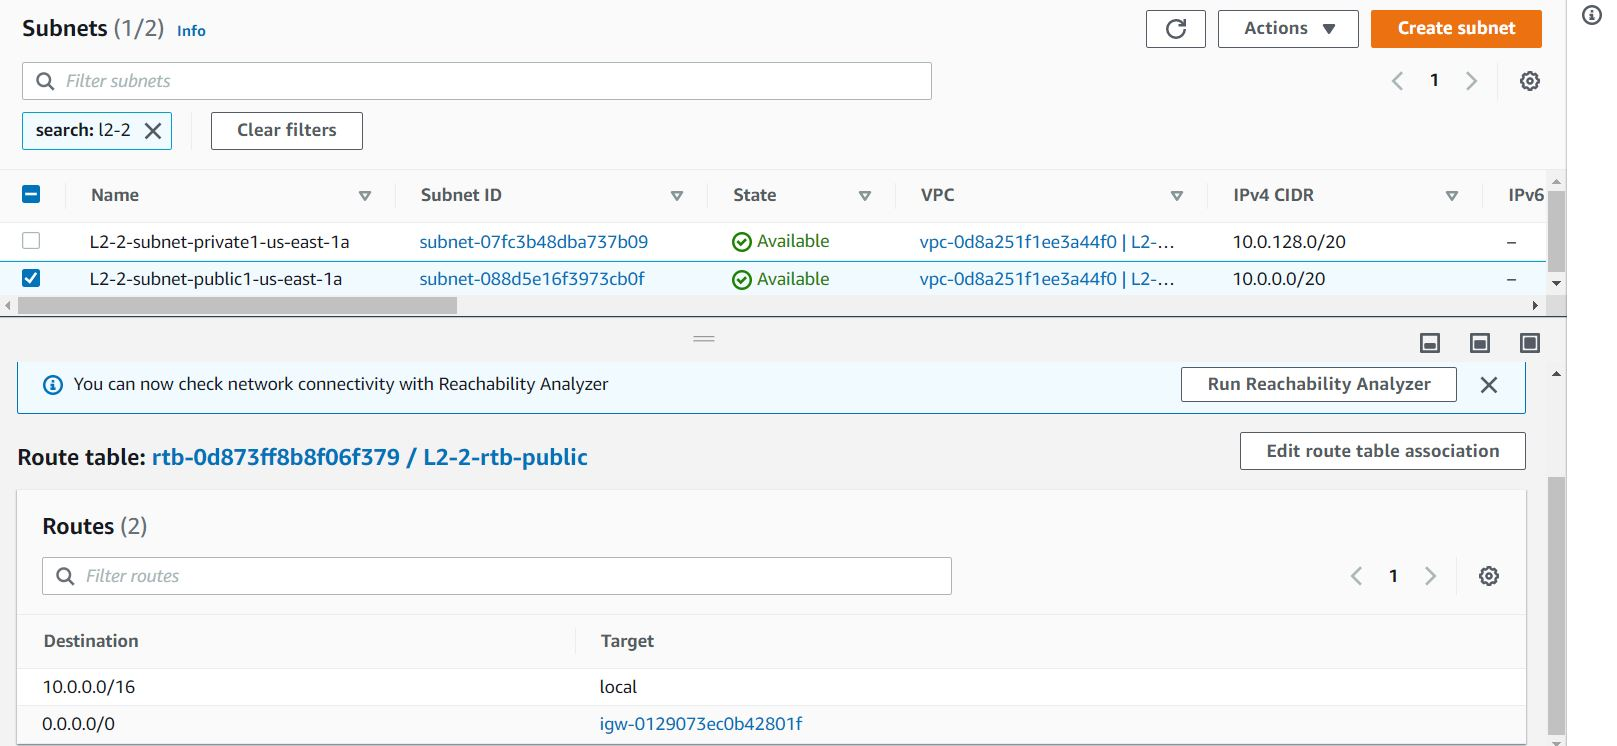 Subnets (1/2) Info
Actions
Create subnet
Filter subnets
1
search: l2-2
Clear filters
Name Subnet ID State VPC IPv4 CIDR IPv6
L2-2-subnet-private1-us-east-1a subnet-07fc3b48dba737b09 Available vpc-0d8a251f1ee3a44f0 | L2-... 10.0.128.0/20 –
L2-2-subnet-public1-us-east-1a subnet-088d5e16f3973cb0f Available vpc-0d8a251f1ee3a44f0 | L2-... 10.0.0.0/20 –
You can now check network connectivity with Reachability Analyzer
Run Reachability Analyzer
Route table: rtb-0d873ff8b8f06f379 / L2-2-rtb-public
Edit route table association
Routes (2)
Filter routes
1
Destination Target
10.0.0.0/16 local
0.0.0.0/0 igw-0129073ec0b42801f